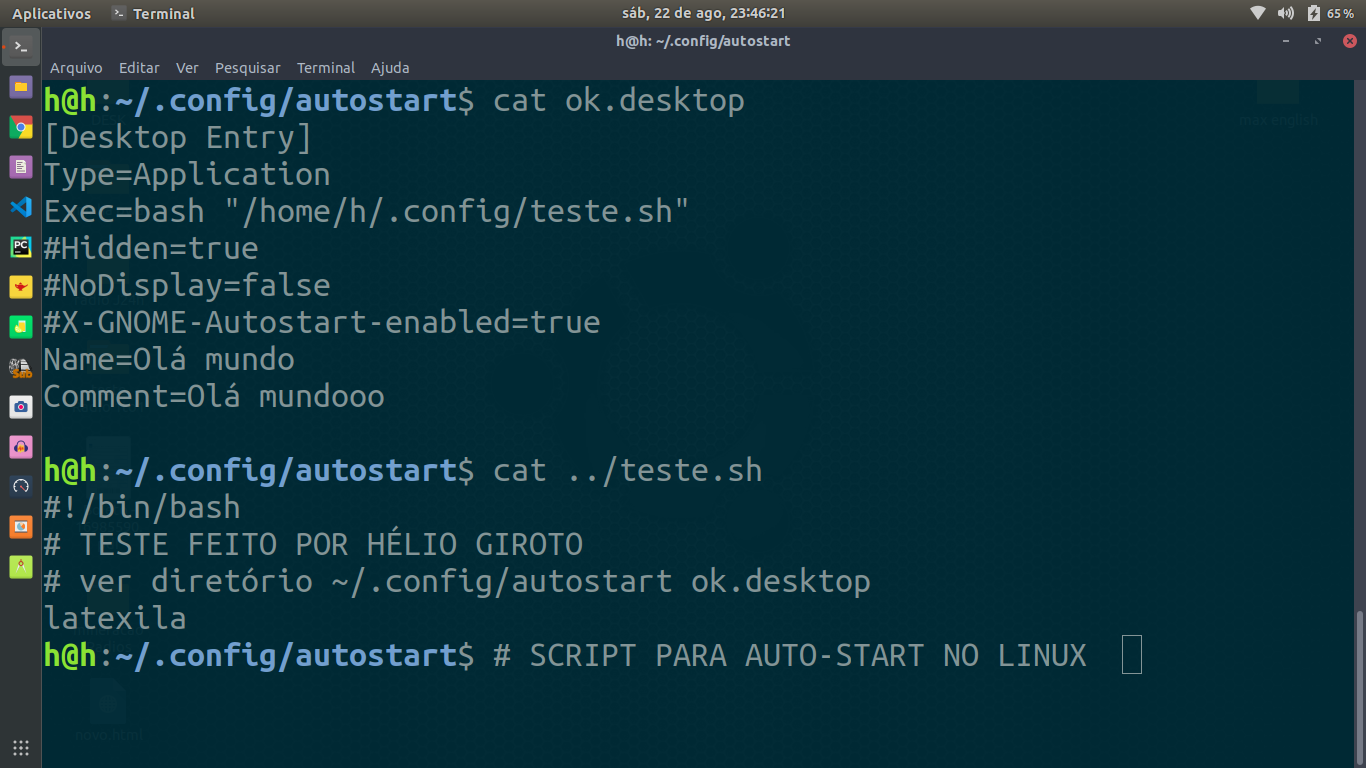 Aplicativos Terminal sáb, 22 de ago, 23:46:21 65 %
h@h: ~/.config/autostart
Arquivo Editar Ver Pesquisar Terminal Ajuda
h@h:~/.config/autostart$ cat ok.desktop
[Desktop Entry]
Type=Application
Exec=bash "/home/h/.config/teste.sh"
#Hidden=true
#NoDisplay=false
#X-GNOME-Autostart-enabled=true
Name=Olá mundo
Comment=Olá mundooo
h@h:~/.config/autostart$ cat ../teste.sh
#!/bin/bash
# TESTE FEITO POR HÉLIO GIROTO
# ver diretório ~/.config/autostart ok.desktop
latexila
h@h:~/.config/autostart$ # SCRIPT PARA AUTO-START NO LINUX
novo.html